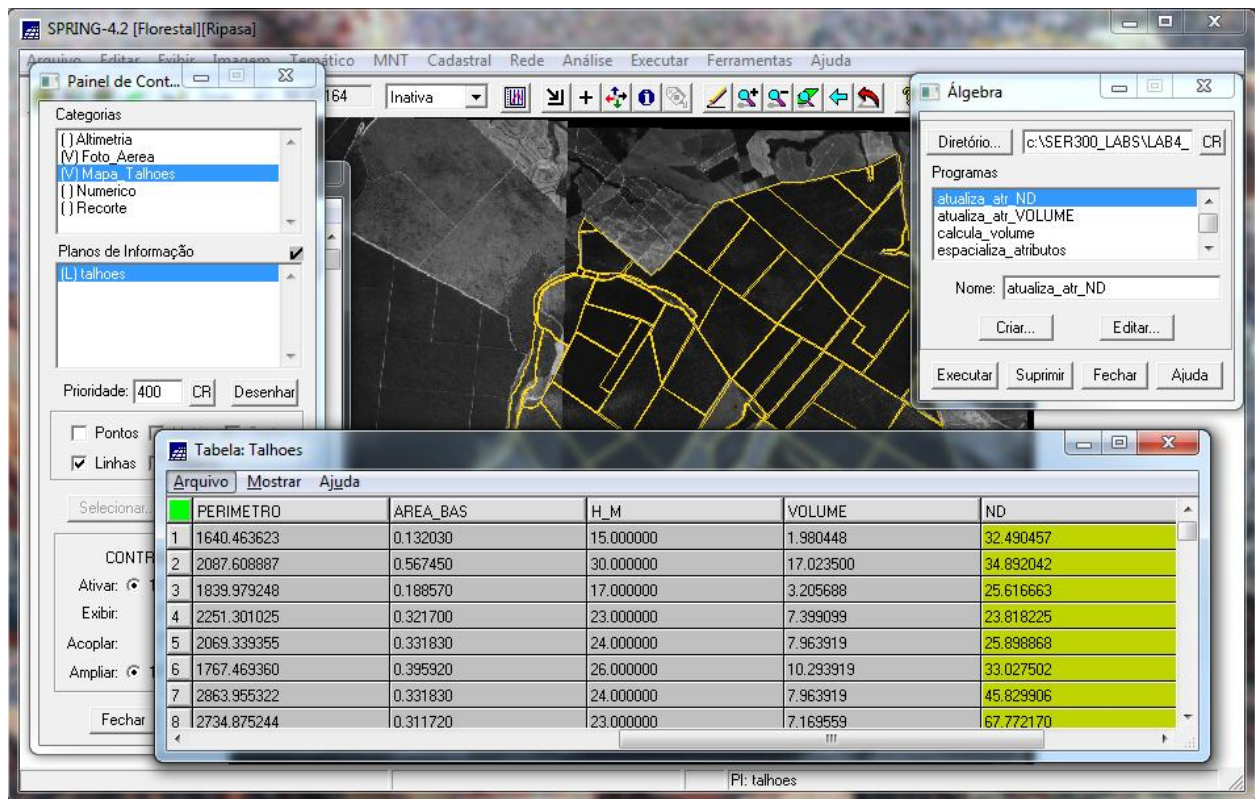 SPRING-4.2 [Florestal][Ripasa]
Arquivo Editar Exibir Imagem Temático MNT Cadastral Rede Análise Executar Ferramentas Ajuda
164 Inativa
Painel de Cont...
Categorias
( ) Altimetria
(V) Foto_Aerea
(V) Mapa_Talhoes
( ) Numerico
( ) Recorte
Planos de Informação
(L) talhoes
Prioridade: 400 CR Desenhar
Pontos
Linhas
Selecionar..
CONTR
Ativar: 1
Exibir:
Acoplar:
Ampliar: 1
Fechar
Álgebra
Diretório... c:\SER300_LABS\LAB4_ CR
Programas
atualiza_atr_ND
atualiza_atr_VOLUME
calcula_volume
espacializa_atributos
Nome: atualiza_atr_ND
Criar... Editar...
Executar Suprimir Fechar Ajuda
Tabela: Talhoes
Arquivo Mostrar Ajuda
PERIMETRO AREA_BAS H_M VOLUME ND
1 1640.463623 0.132030 15.000000 1.980448 32.490457
2 2087.608887 0.567450 30.000000 17.023500 34.892042
3 1839.979248 0.188570 17.000000 3.205688 25.616663
4 2251.301025 0.321700 23.000000 7.399099 23.818225
5 2069.339355 0.331830 24.000000 7.963919 25.898868
6 1767.469360 0.395920 26.000000 10.293919 33.027502
7 2863.955322 0.331830 24.000000 7.963919 45.829906
8 2734.875244 0.311720 23.000000 7.169559 67.772170
PI: talhoes